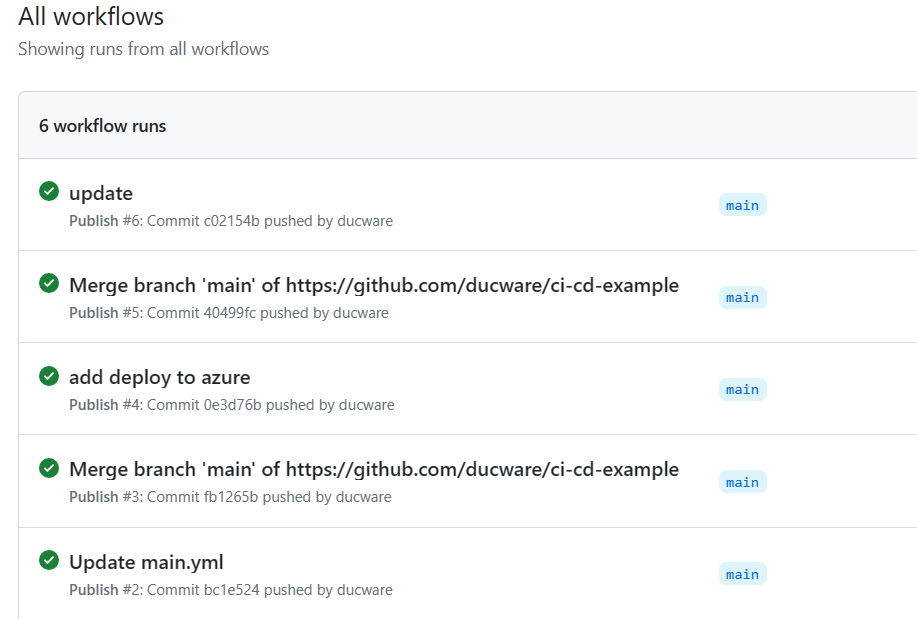 All workflows
Showing runs from all workflows
6 workflow runs
update
main
Publish #6: Commit c02154b pushed by ducware
Merge branch 'main' of https://github.com/ducware/ci-cd-example
main
Publish #5: Commit 40499fc pushed by ducware
add deploy to azure
main
Publish #4: Commit 0e3d76b pushed by ducware
Merge branch 'main' of https://github.com/ducware/ci-cd-example
main
Publish #3: Commit fb1265b pushed by ducware
Update main.yml
main
Publish #2: Commit bc1e524 pushed by ducware